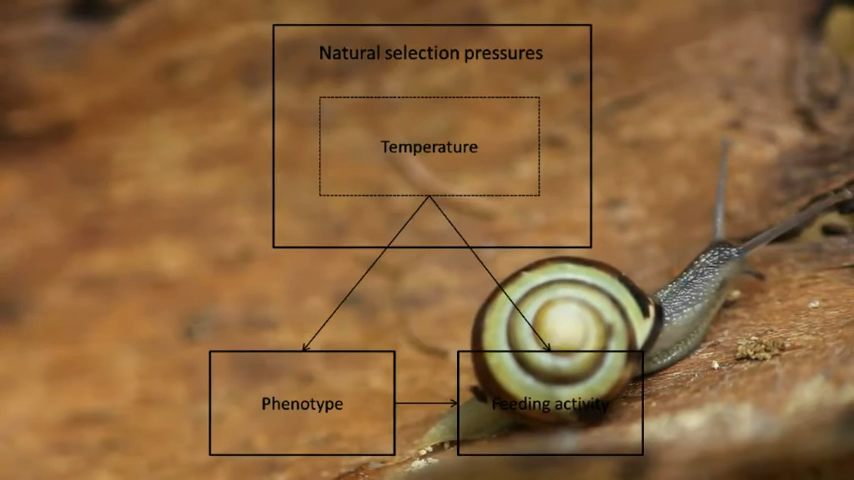 Natural selection pressures
Temperature
Phenotype
Feeding activity